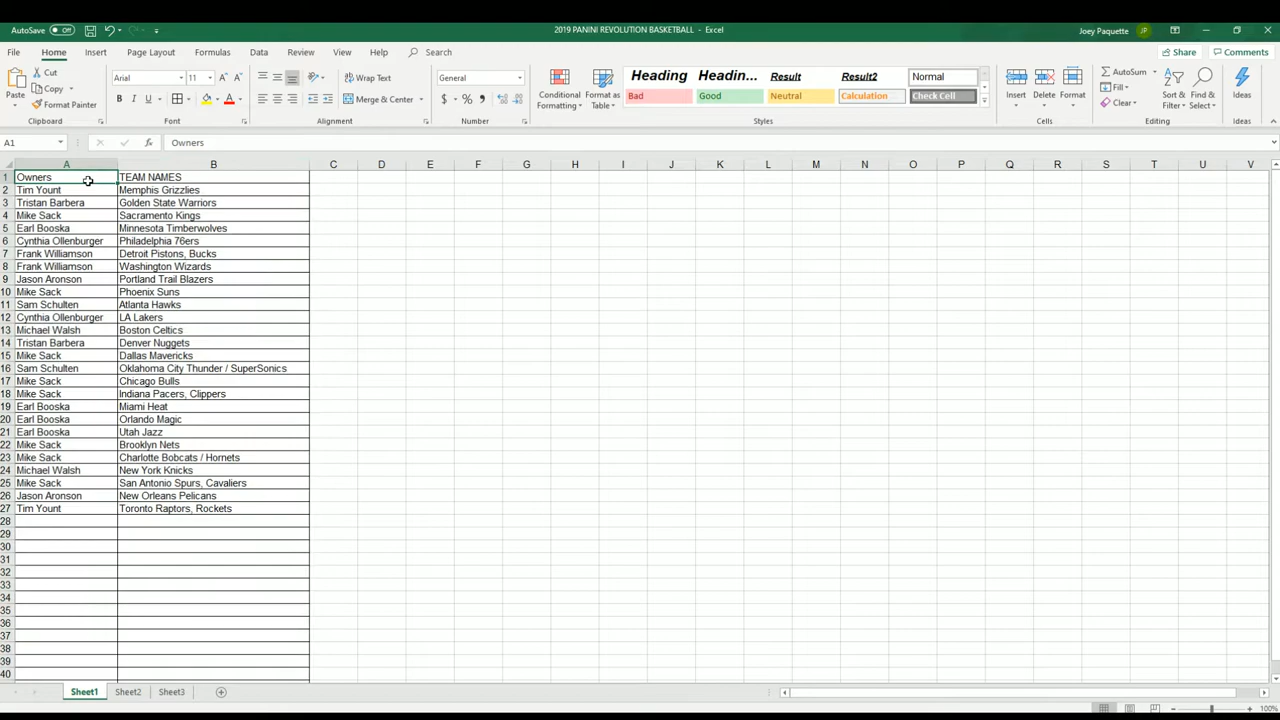 AutoSave Off
2019 PANINI REVOLUTION BASKETBALL - Excel
Joey Paquette JP
File Home Insert Page Layout Formulas Data Review View Help Search
Share Comments
Paste Cut Copy Format Painter
Clipboard
Arial 11
B I U
Font
Wrap Text
Merge & Center
Alignment
General
$ % ,
Number
Conditional Formatting
Format as Table
Heading Headin... Result Result2 Normal
Bad Good Neutral Calculation Check Cell
Styles
Insert Delete Format
Cells
AutoSum
Fill
Clear
Sort & Filter
Find & Select
Editing
Ideas
Ideas
A1 fx Owners
A B C D E F G H I J K L M N O P Q R S T U V
1 Owners TEAM NAMES
2 Tim Yount Memphis Grizzlies
3 Tristan Barbera Golden State Warriors
4 Mike Sack Sacramento Kings
5 Earl Booska Minnesota Timberwolves
6 Cynthia Ollenburger Philadelphia 76ers
7 Frank Williamson Detroit Pistons, Bucks
8 Frank Williamson Washington Wizards
9 Jason Aronson Portland Trail Blazers
10 Mike Sack Phoenix Suns
11 Sam Schulten Atlanta Hawks
12 Cynthia Ollenburger LA Lakers
13 Michael Walsh Boston Celtics
14 Tristan Barbera Denver Nuggets
15 Mike Sack Dallas Mavericks
16 Sam Schulten Oklahoma City Thunder / SuperSonics
17 Mike Sack Chicago Bulls
18 Mike Sack Indiana Pacers, Clippers
19 Earl Booska Miami Heat
20 Earl Booska Orlando Magic
21 Earl Booska Utah Jazz
22 Mike Sack Brooklyn Nets
23 Mike Sack Charlotte Bobcats / Hornets
24 Michael Walsh New York Knicks
25 Mike Sack San Antonio Spurs, Cavaliers
26 Jason Aronson New Orleans Pelicans
27 Tim Yount Toronto Raptors, Rockets
28
29
30
31
32
33
34
35
36
37
38
39
40
Sheet1 Sheet2 Sheet3
100%